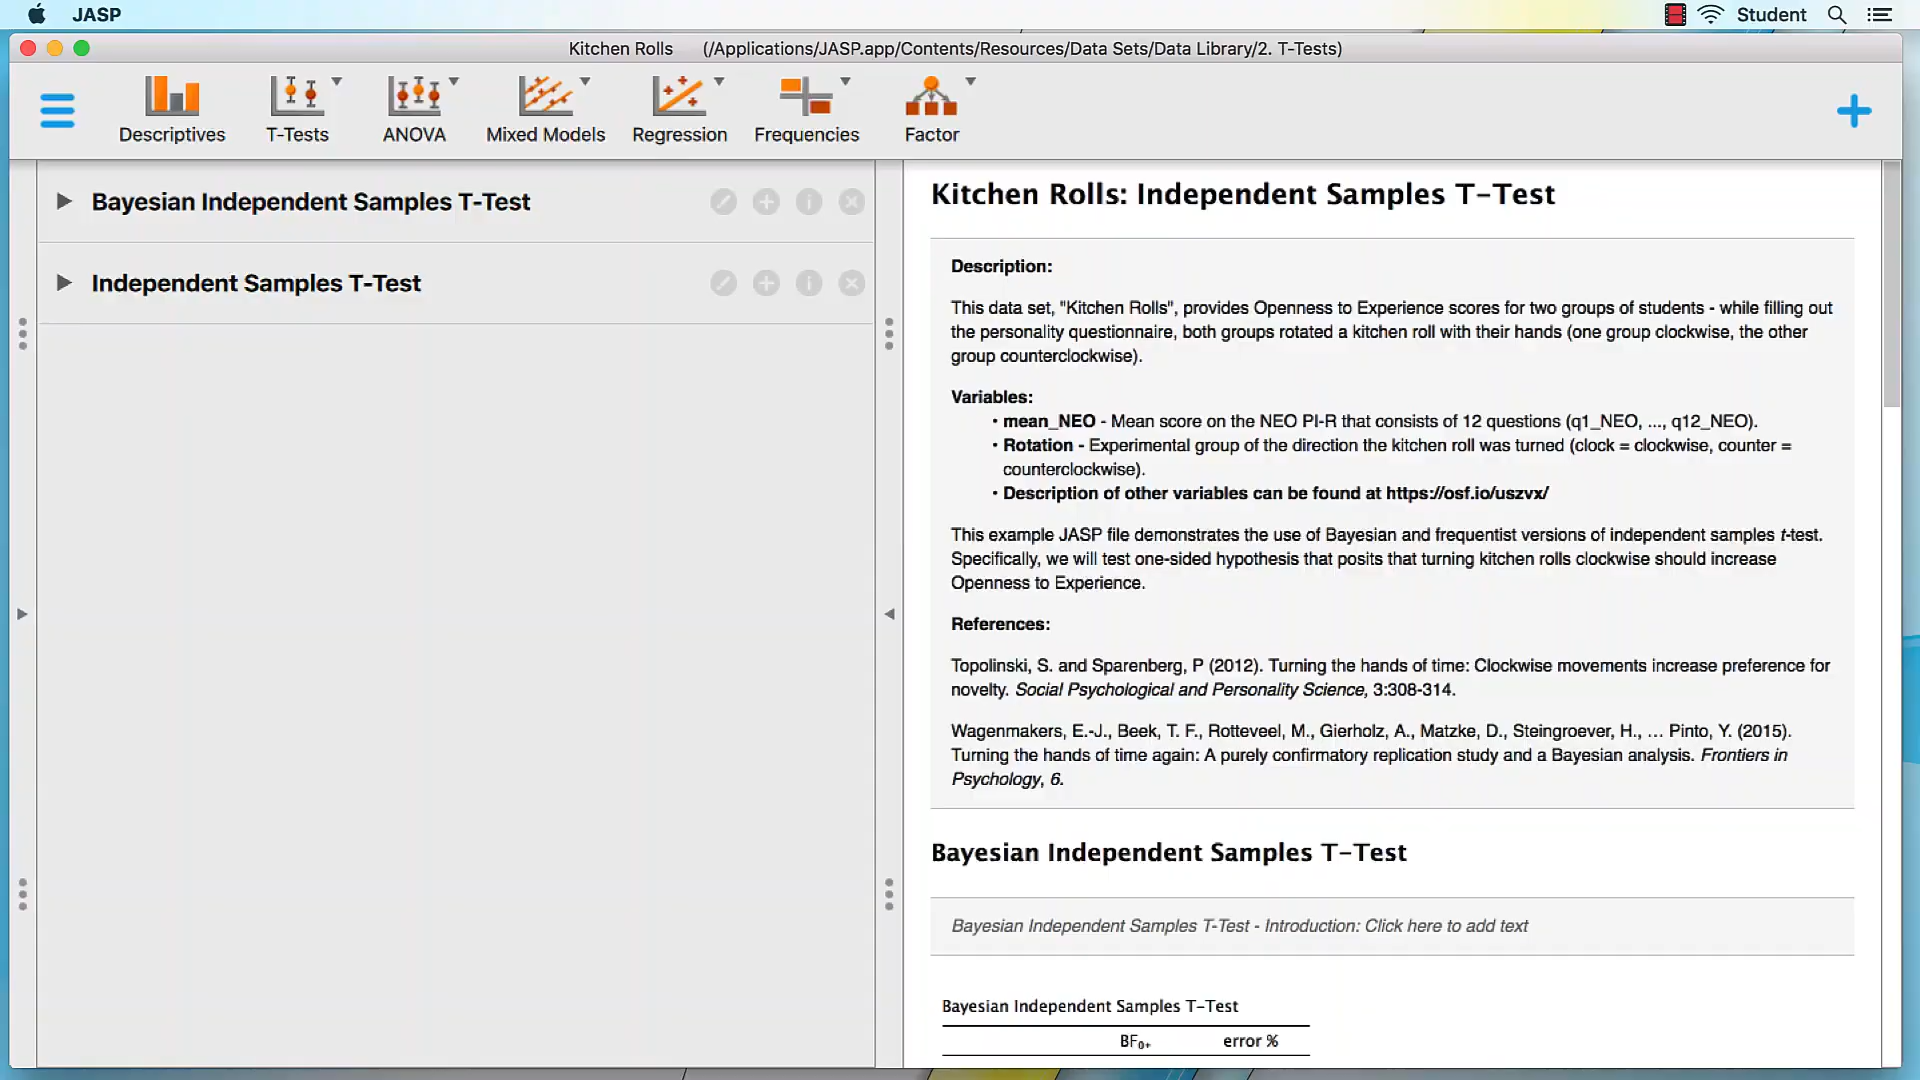 JASP
Student
Kitchen Rolls (/Applications/JASP.app/Contents/Resources/Data Sets/Data Library/2. T-Tests)
Descriptives
T-Tests
ANOVA
Mixed Models
Regression
Frequencies
Factor
Bayesian Independent Samples T-Test
Independent Samples T-Test
Kitchen Rolls: Independent Samples T-Test
Description:
This data set, "Kitchen Rolls", provides Openness to Experience scores for two groups of students - while filling out
the personality questionnaire, both groups rotated a kitchen roll with their hands (one group clockwise, the other
group counterclockwise).
Variables:
• mean_NEO - Mean score on the NEO PI-R that consists of 12 questions (q1_NEO, ..., q12_NEO).
• Rotation - Experimental group of the direction the kitchen roll was turned (clock = clockwise, counter =
counterclockwise).
• Description of other variables can be found at https://osf.io/uszvx/
This example JASP file demonstrates the use of Bayesian and frequentist versions of independent samples t-test.
Specifically, we will test one-sided hypothesis that posits that turning kitchen rolls clockwise should increase
Openness to Experience.
References:
Topolinski, S. and Sparenberg, P (2012). Turning the hands of time: Clockwise movements increase preference for
novelty. Social Psychological and Personality Science, 3:308-314.
Wagenmakers, E.-J., Beek, T. F., Rotteveel, M., Gierholz, A., Matzke, D., Steingroever, H., ... Pinto, Y. (2015).
Turning the hands of time again: A purely confirmatory replication study and a Bayesian analysis. Frontiers in
Psychology, 6.
Bayesian Independent Samples T-Test
Bayesian Independent Samples T-Test - Introduction: Click here to add text
Bayesian Independent Samples T-Test
BF₀₊ error %